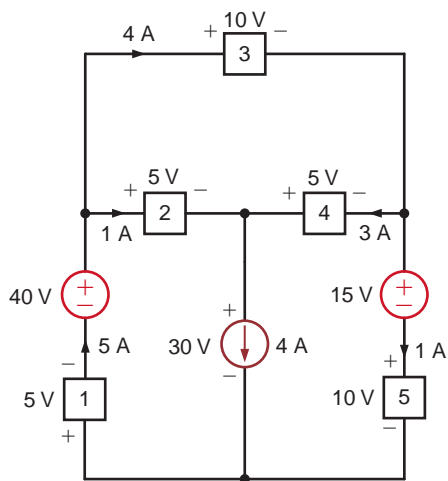 10 V
4 A
+ 3 −
5 V
5 V
+ −
+ −
2
4
1 A
3 A
40 V + −
15 V + −
+
30 V 4 A
−
5 A
1 A
−
+
5 V 1
10 V 5
+
−